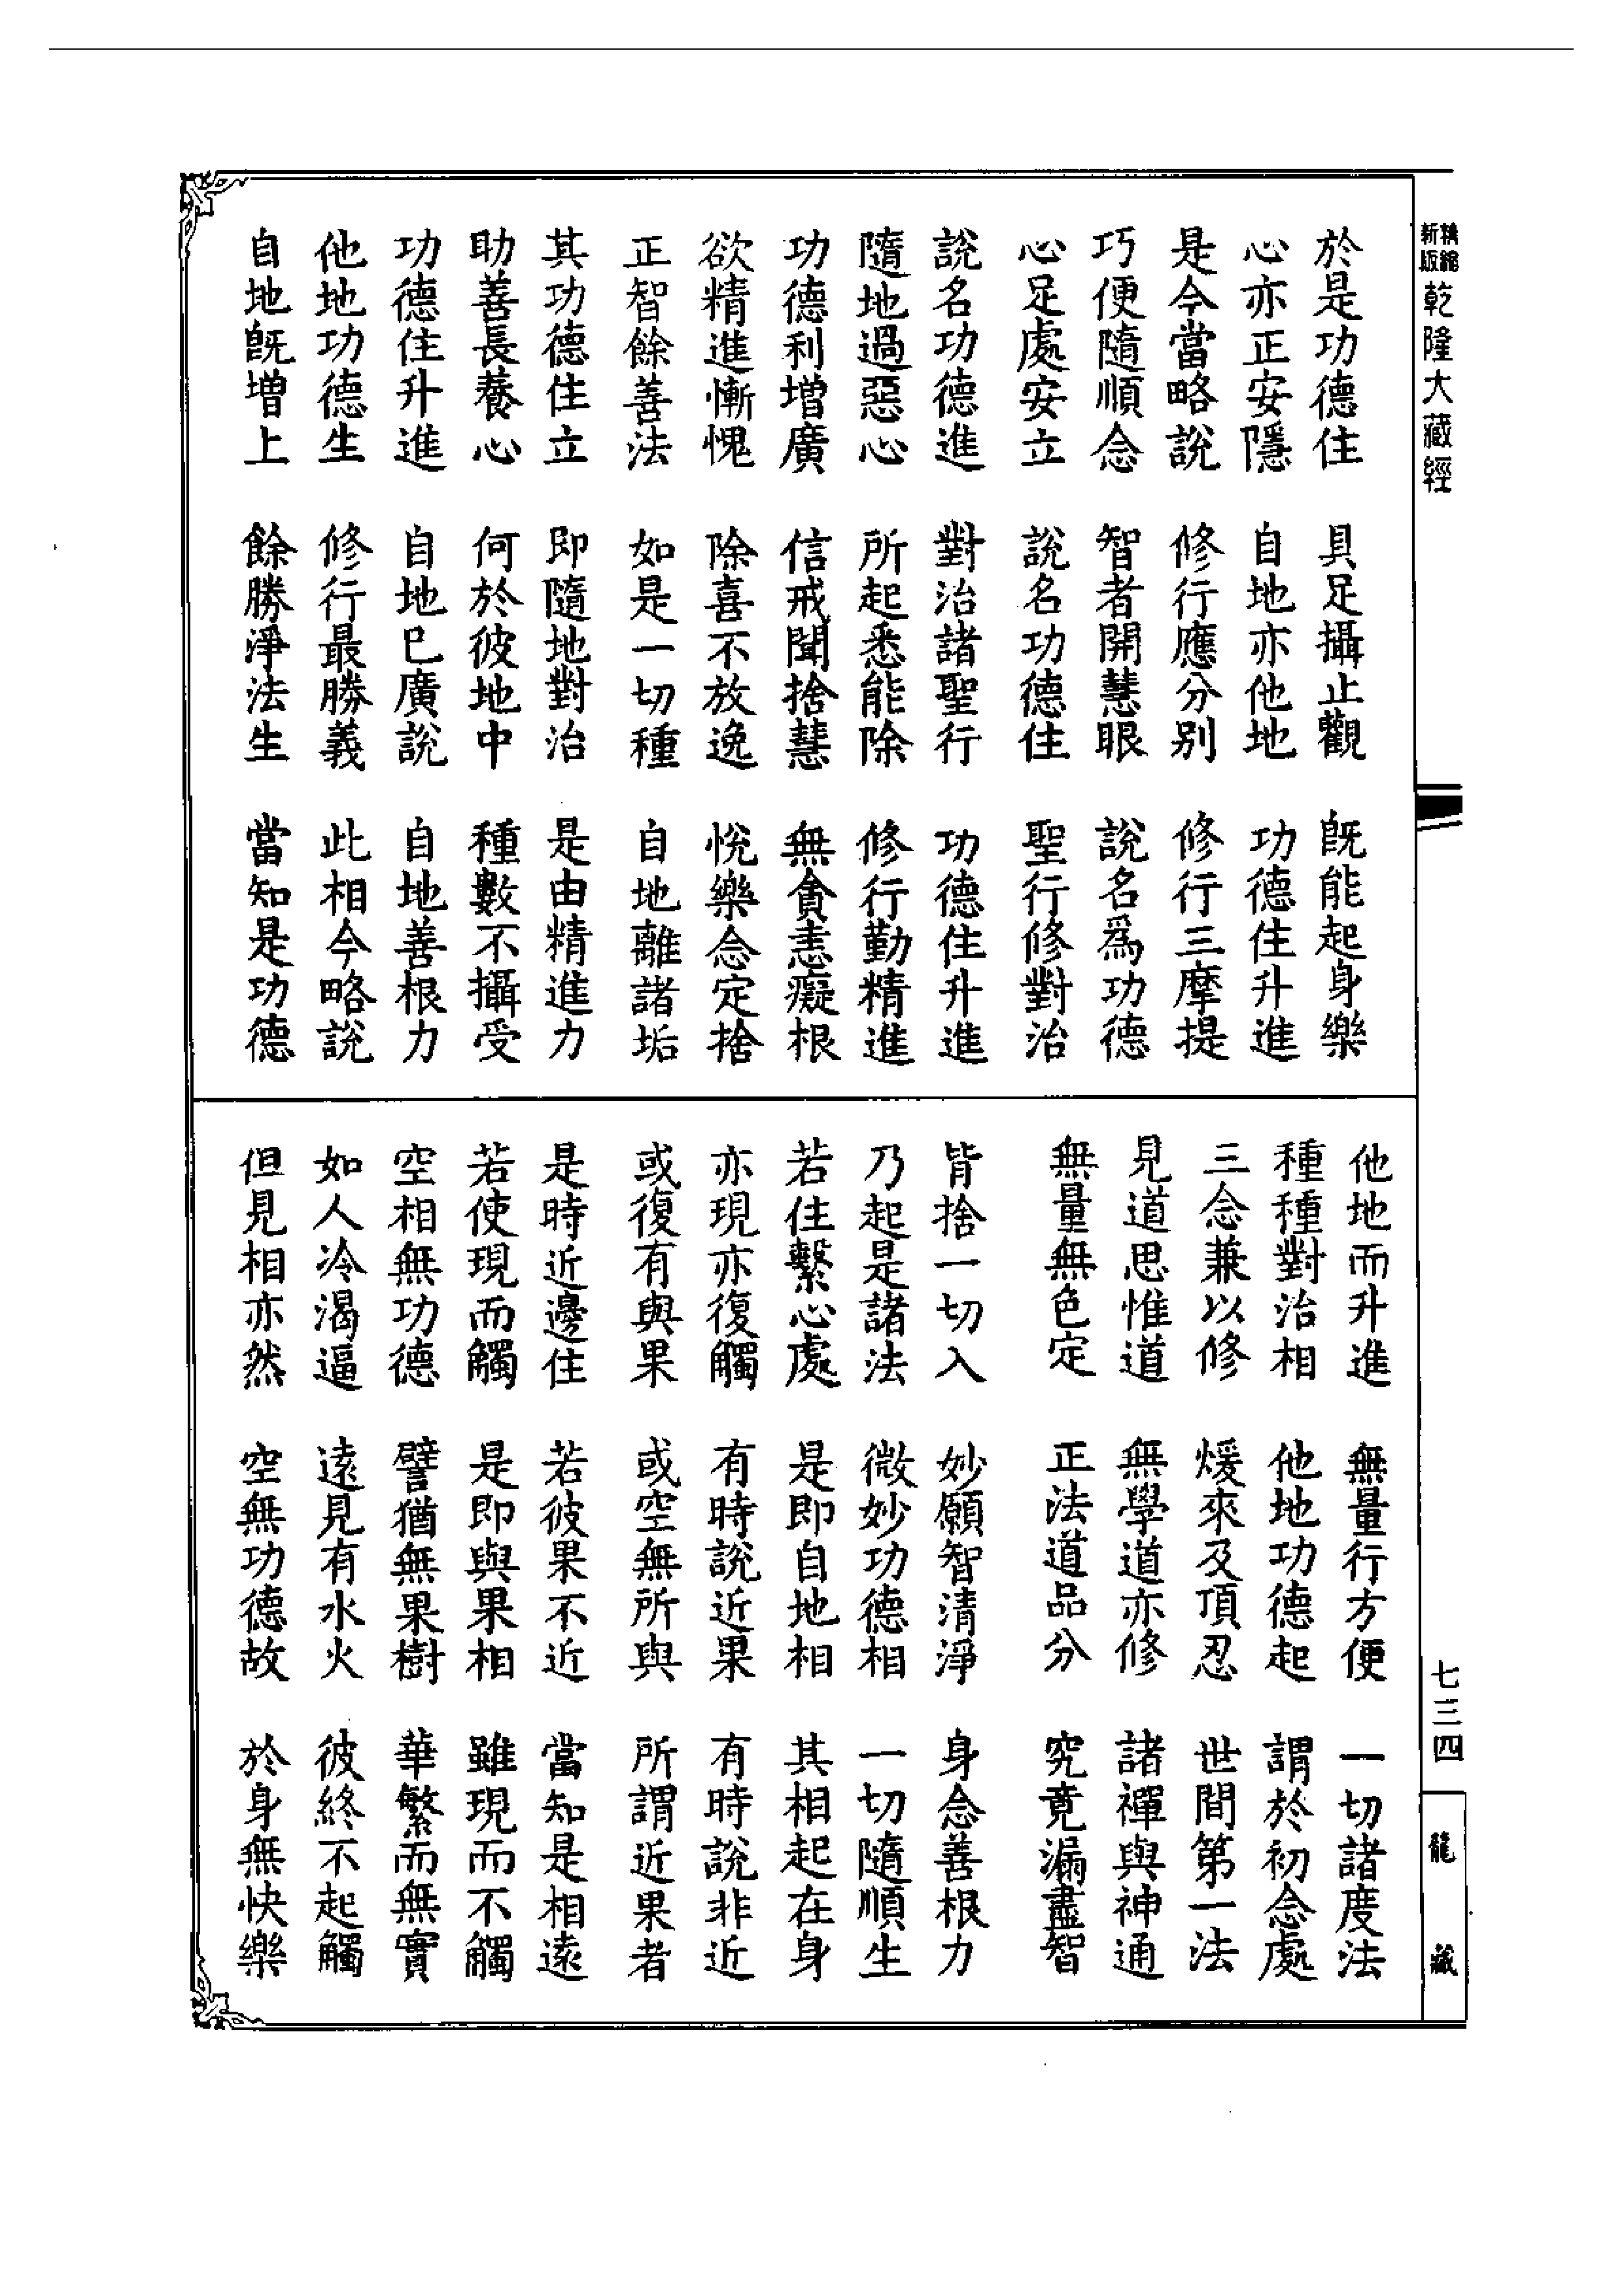 新版精縮乾隆大藏經
於是功德住 具足攝止觀 旣能起身樂
心亦正安隱 自地亦他地 功德住升進
是今當略說 修行應分別 修行三摩提
巧便隨順念 智者開慧眼 說名爲功德
心足處安立 說名功德住 聖行修對治
說名功德進 對治諸聖行 功德住升進
隨地過惡心 所起悉能除 修行勤精進
功德利增廣 信戒聞捨慧 無貪恚癡根
欲精進慚愧 除喜不放逸 悅樂念定捨
正智餘善法 如是一切種 自地離諸垢
其功德住立 即隨地對治 是由精進力
助善長養心 何於彼地中 種數不攝受
功德住升進 自地巳廣說 自地善根力
他地功德生 修行最勝義 此相今略說
自地旣增上 餘勝淨法生 當知是功德
他地而升進 無量行方便 一切諸度法
種種對治相 他地功德起 謂於初念處
三念兼以修 煖來及頂忍 世間第一法
見道思惟道 無學道亦修 諸禪與神通
無量無色定 正法道品分 究竟漏盡智
皆捨一切入 妙願智清淨 身念善根力
乃起是諸法 微妙功德相 一切隨順生
若住繫心處 是即自地相 其相起在身
亦現亦復觸 有時說近果 有時說非近
或復有與果 或空無所與 所謂近果者
是時近邊住 若彼果不近 當知是相遠
若使現而觸 是即與果相 雖現而不觸
空相無功德 譬猶無果樹 華繁而無實
如人冷渴逼 遠見有水火 彼終不起觸
但見相亦然 空無功德故 於身無快樂
七三四
龍藏